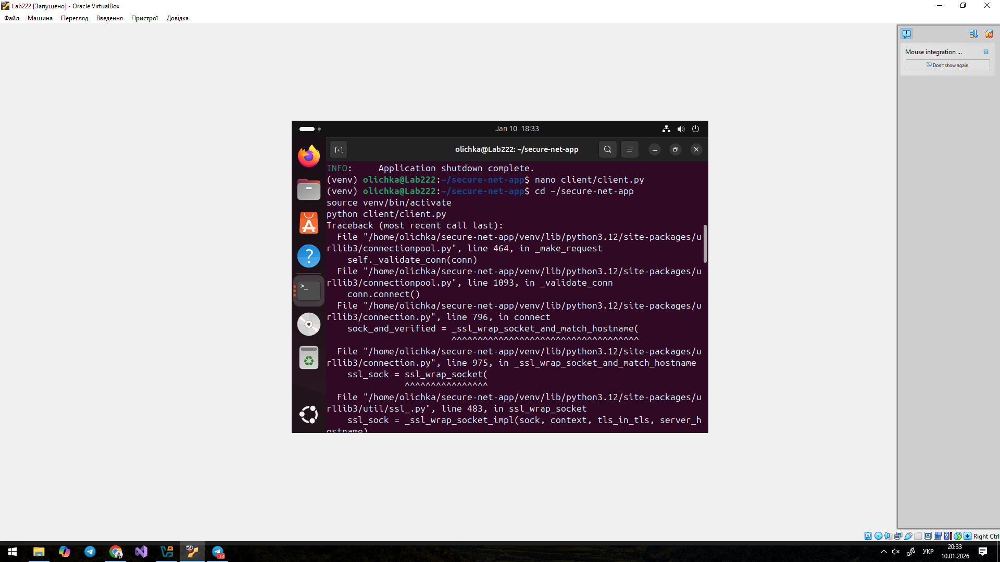 Lab222 [Запущено] - Oracle VirtualBox
Файл Машина Перегляд Введення Пристрої Довідка
Mouse integration ...
Don't show again
Jan 10 18:33
olichka@Lab222: ~/secure-net-app
INFO:     Application shutdown complete.
(venv) olichka@Lab222:~/secure-net-app$ nano client/client.py
(venv) olichka@Lab222:~/secure-net-app$ cd ~/secure-net-app
source venv/bin/activate
python client/client.py
Traceback (most recent call last):
  File "/home/olichka/secure-net-app/venv/lib/python3.12/site-packages/u
rllib3/connectionpool.py", line 464, in _make_request
    self._validate_conn(conn)
  File "/home/olichka/secure-net-app/venv/lib/python3.12/site-packages/u
rllib3/connectionpool.py", line 1093, in _validate_conn
    conn.connect()
  File "/home/olichka/secure-net-app/venv/lib/python3.12/site-packages/u
rllib3/connection.py", line 796, in connect
    sock_and_verified = _ssl_wrap_socket_and_match_hostname(
                        ^^^^^^^^^^^^^^^^^^^^^^^^^^^^^^^^^^^^
  File "/home/olichka/secure-net-app/venv/lib/python3.12/site-packages/u
rllib3/connection.py", line 975, in _ssl_wrap_socket_and_match_hostname
    ssl_sock = ssl_wrap_socket(
               ^^^^^^^^^^^^^^^^
  File "/home/olichka/secure-net-app/venv/lib/python3.12/site-packages/u
rllib3/util/ssl_.py", line 483, in ssl_wrap_socket
    ssl_sock = _ssl_wrap_socket_impl(sock, context, tls_in_tls, server_h
ostname)
Right Ctrl
14
УКР
20:33
10.01.2026